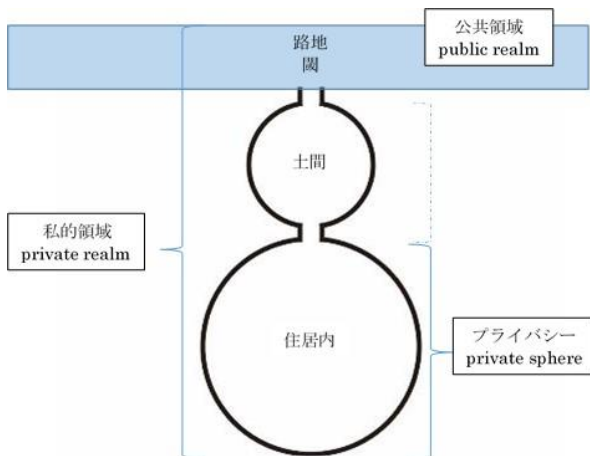 公共領域
public realm
路地
閾
土間
私的領域
private realm
住居内
プライバシー
private sphere